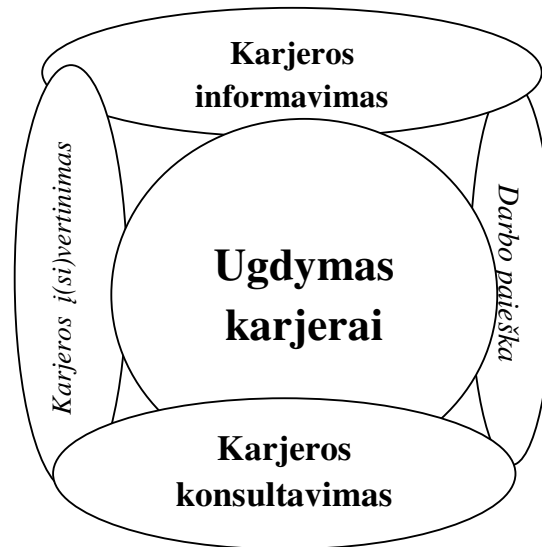 Karjeros
informavimas
Karjeros į(si)vertinimas
Ugdymas
karjerai
Darbo paieška
Karjeros
konsultavimas